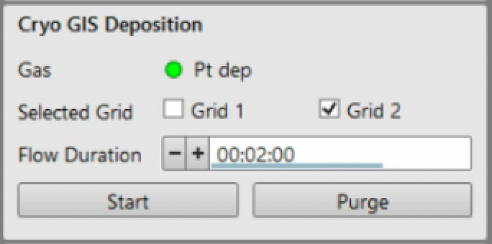 Cryo GIS Deposition
Gas Pt dep
Selected Grid Grid 1 Grid 2
Flow Duration − + 00:02:00
Start Purge